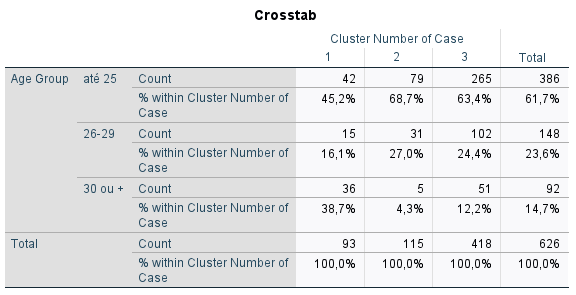 Crosstab
Cluster Number of Case
1 2 3 Total
Age Group até 25 Count 42 79 265 386
% within Cluster Number of Case 45,2% 68,7% 63,4% 61,7%
26-29 Count 15 31 102 148
% within Cluster Number of Case 16,1% 27,0% 24,4% 23,6%
30 ou + Count 36 5 51 92
% within Cluster Number of Case 38,7% 4,3% 12,2% 14,7%
Total Count 93 115 418 626
% within Cluster Number of Case 100,0% 100,0% 100,0% 100,0%